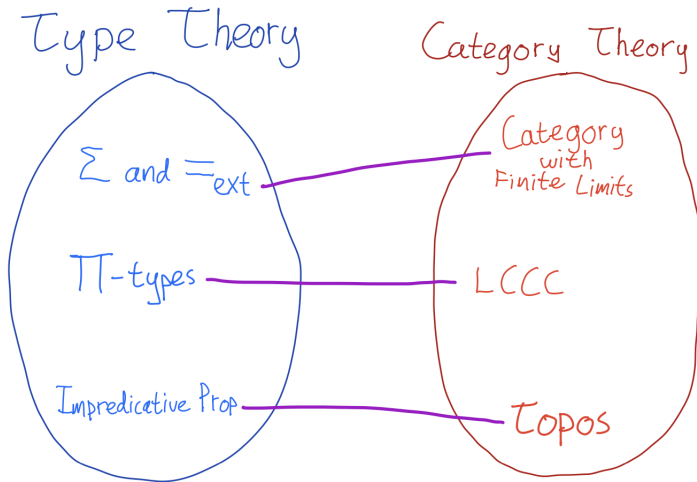 Type Theory
Category Theory
Σ and =ext
Category
with
Finite Limits
Π-types
LCCC
Impredicative Prop
Topos